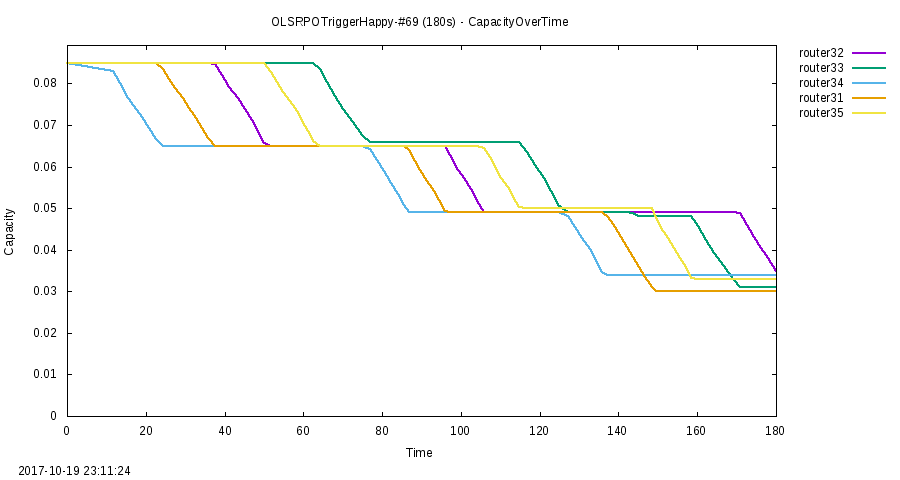 OLSRPOTriggerHappy-#69 (180s) - CapacityOverTime
router32
router33
router34
router31
router35
0.08
0.07
0.06
0.05
0.04
0.03
0.02
0.01
0
Capacity
0 20 40 60 80 100 120 140 160 180
Time
2017-10-19 23:11:24